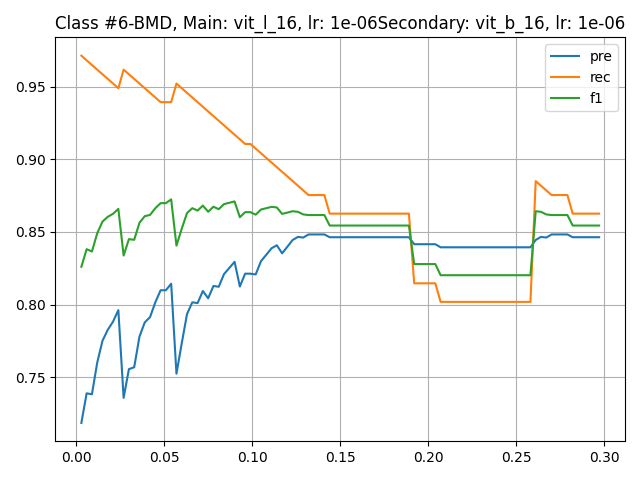 Class #6-BMD, Main: vit_l_16, lr: 1e-06Secondary: vit_b_16, lr: 1e-06
pre
rec
f1
0.95
0.90
0.85
0.80
0.75
0.00 0.05 0.10 0.15 0.20 0.25 0.30